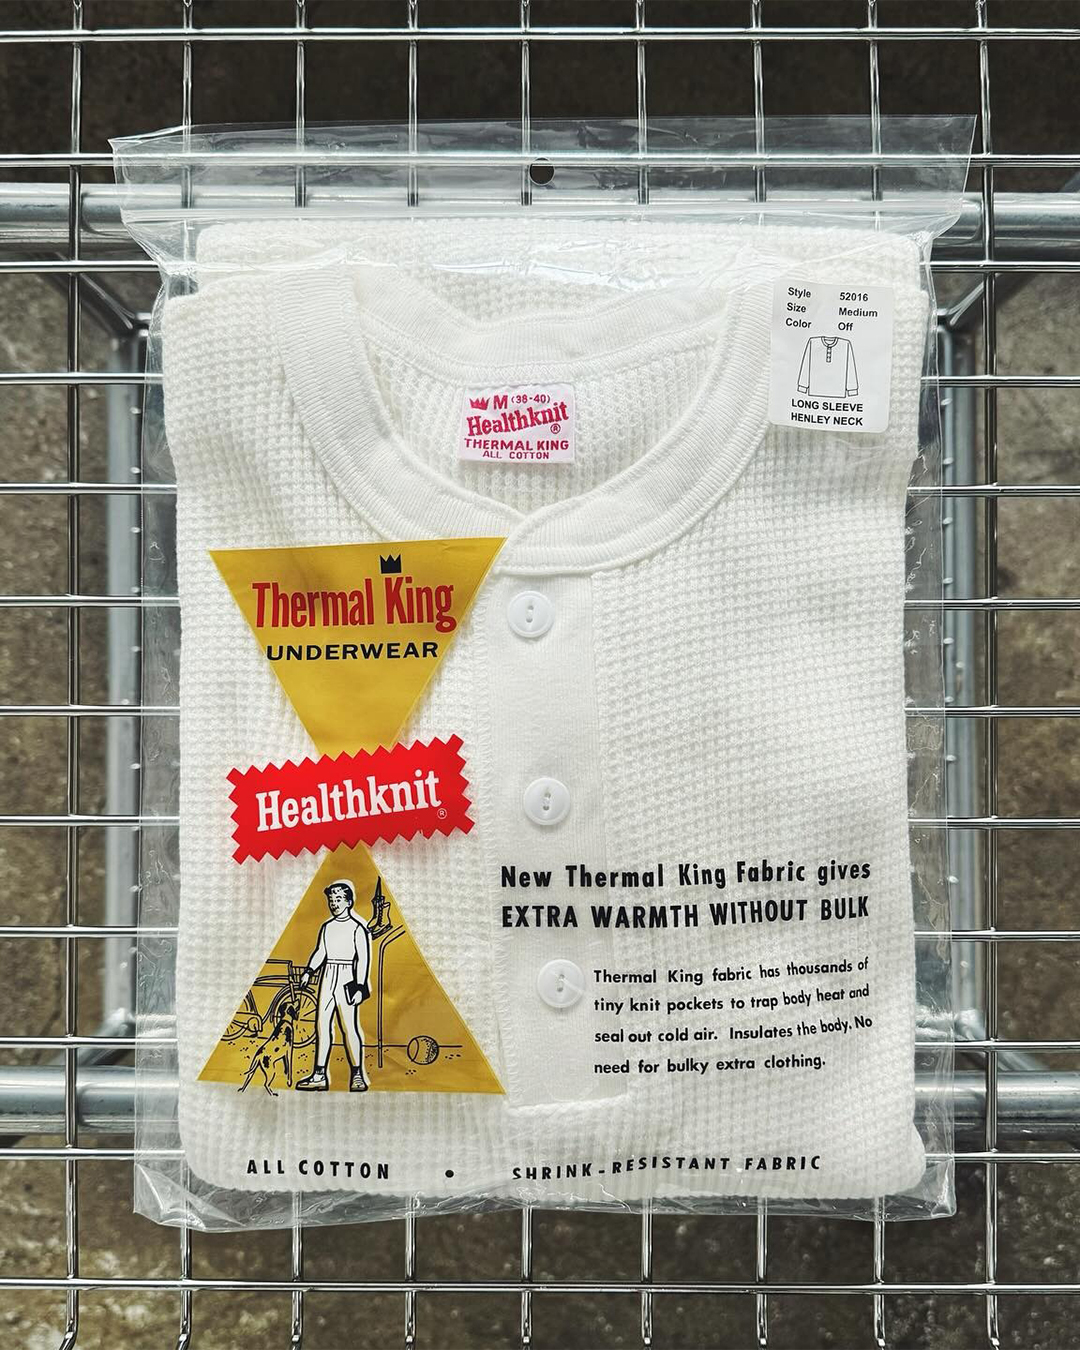 Style 52016
Size Medium
Color Off
LONG SLEEVE
HENLEY NECK
M (38-40)
Healthknit ®
THERMAL KING
ALL COTTON
Thermal King
UNDERWEAR
Healthknit ®
New Thermal King Fabric gives
EXTRA WARMTH WITHOUT BULK
Thermal King fabric has thousands of
tiny knit pockets to trap body heat and
seal out cold air. Insulates the body. No
need for bulky extra clothing.
ALL COTTON • SHRINK-RESISTANT FABRIC